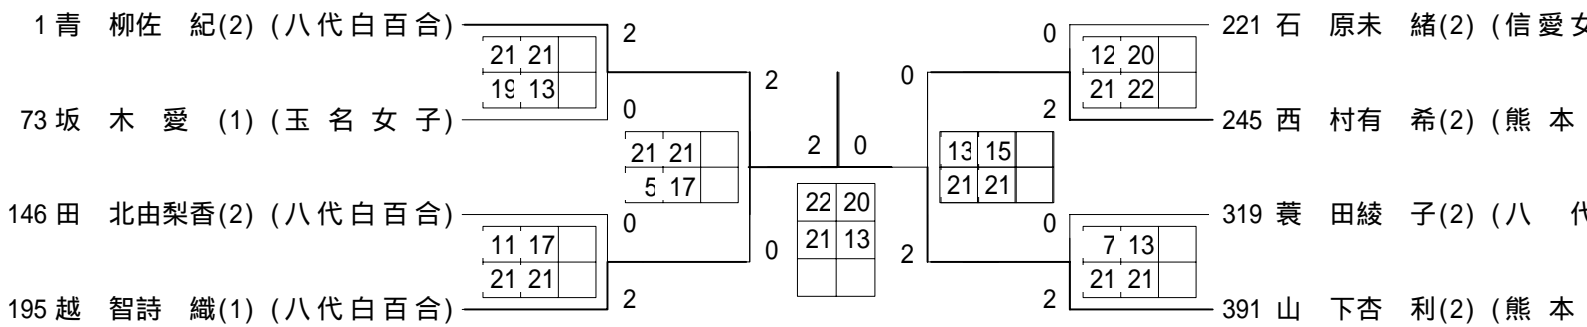 1 青 柳佐 紀(2) (八代白百合) 2 0 221 石 原未 緒(2) (信愛女
21 21 12 20
19 13 2 0 21 22
73 坂 木 愛 (1) (玉名女子) 0 2 245 西 村有 希(2) (熊 本
21 21 2 0 13 15
5 17 21 21
146 田 北由梨香(2) (八代白百合) 0 22 20 0 319 蓑 田綾 子(2) (八 代
11 17 0 21 13 2 7 13
21 21 21 21
195 越 智詩 織(1) (八代白百合) 2 2 391 山 下杏 利(2) (熊 本